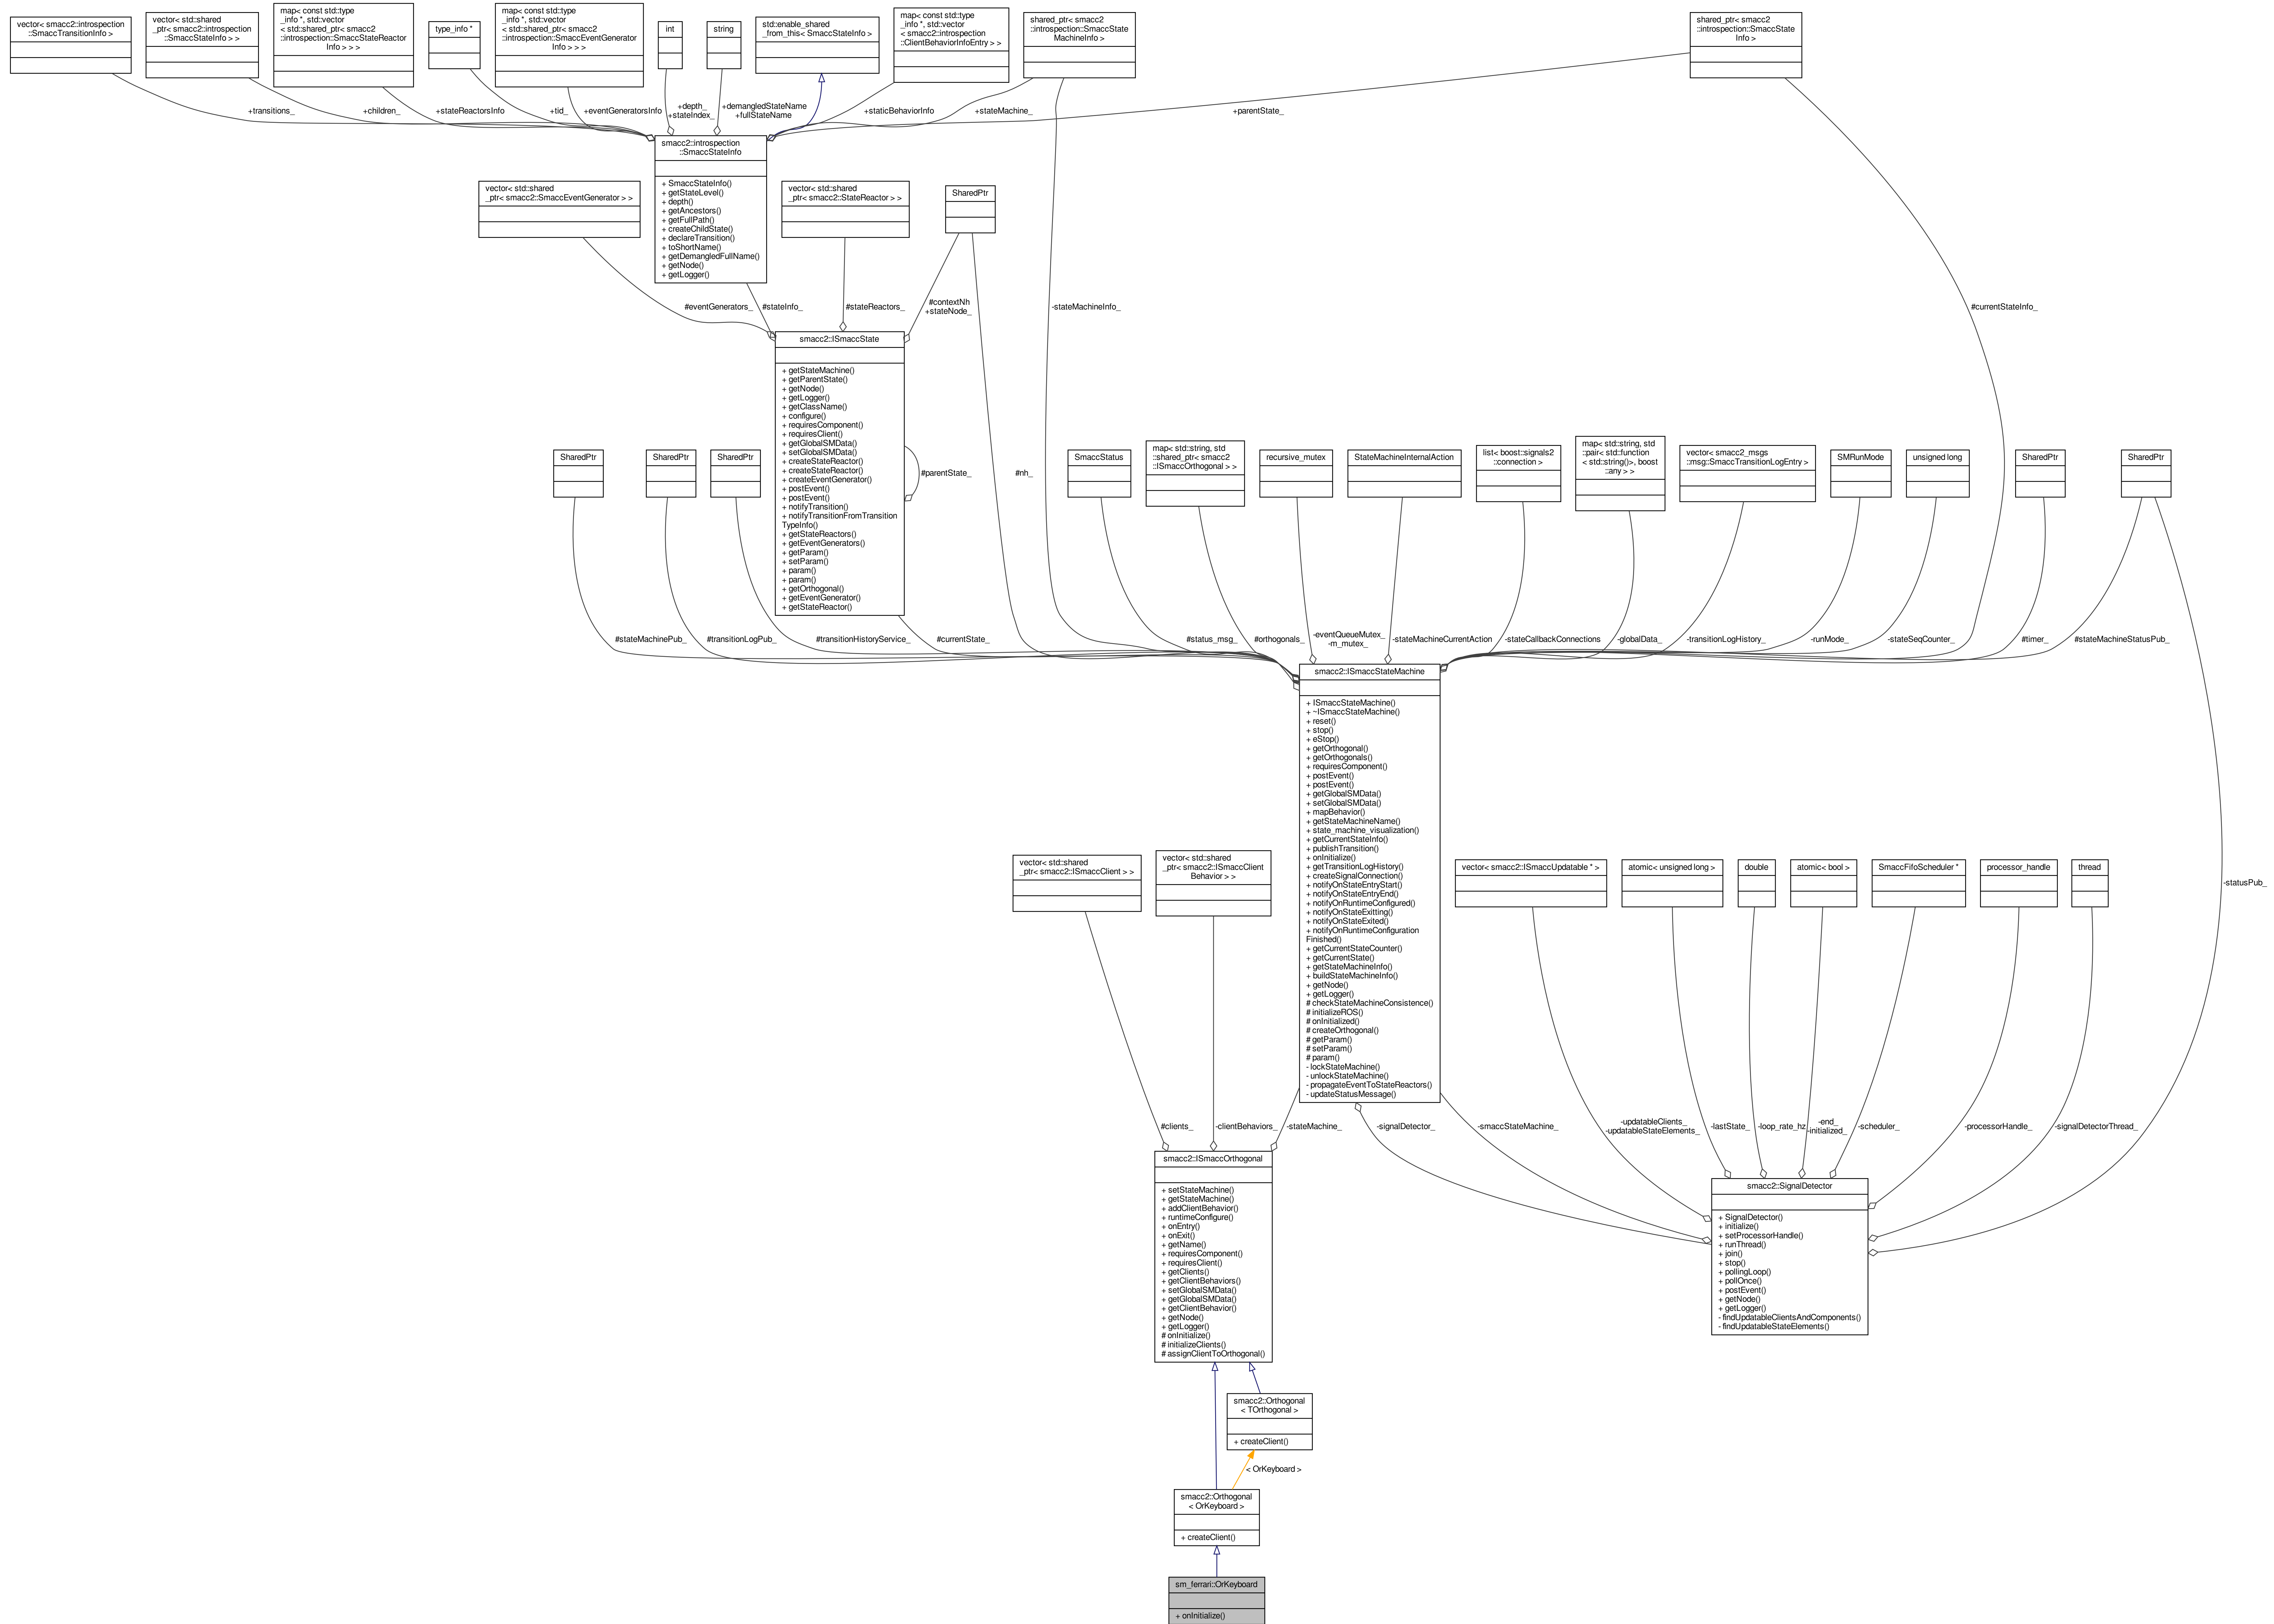 vector< smacc2::introspection
::SmaccTransitionInfo >
vector< std::shared
_ptr< smacc2::introspection
::SmaccStateInfo > >
map< const std::type
_info *, std::vector
< std::shared_ptr< smacc2
::introspection::SmaccStateReactor
Info > > >
type_info *
map< const std::type
_info *, std::vector
< std::shared_ptr< smacc2
::introspection::SmaccEventGenerator
Info > > >
int
string
std::enable_shared
_from_this< SmaccStateInfo >
map< const std::type
_info *, std::vector
< smacc2::introspection
::ClientBehaviorInfoEntry > >
shared_ptr< smacc2
::introspection::SmaccState
MachineInfo >
shared_ptr< smacc2
::introspection::SmaccState
Info >
+transitions_
+children_
+stateReactorsInfo
+tid_
+eventGeneratorsInfo
+depth_
+stateIndex_
+demangledStateName
+fullStateName
+staticBehaviorInfo
+stateMachine_
+parentState_
smacc2::introspection
::SmaccStateInfo
+ SmaccStateInfo()
+ getStateLevel()
+ depth()
+ getAncestors()
+ getFullPath()
+ createChildState()
+ declareTransition()
+ toShortName()
+ getDemangledFullName()
+ getNode()
+ getLogger()
vector< std::shared
_ptr< smacc2::SmaccEventGenerator > >
vector< std::shared
_ptr< smacc2::StateReactor > >
SharedPtr
#eventGenerators_
#stateInfo_
#stateReactors_
#contextNh
+stateNode_
-stateMachineInfo_
#currentStateInfo_
smacc2::ISmaccState
+ getStateMachine()
+ getParentState()
+ getNode()
+ getLogger()
+ getClassName()
+ configure()
+ requiresComponent()
+ requiresClient()
+ getGlobalSMData()
+ setGlobalSMData()
+ createStateReactor()
+ createStateReactor()
+ createEventGenerator()
+ postEvent()
+ postEvent()
+ notifyTransition()
+ notifyTransitionFromTransition
TypeInfo()
+ getStateReactors()
+ getEventGenerators()
+ getParam()
+ setParam()
+ param()
+ param()
+ getOrthogonal()
+ getEventGenerator()
+ getStateReactor()
#parentState_
#nh_
SharedPtr
SharedPtr
SharedPtr
SmaccStatus
map< std::string, std
::shared_ptr< smacc2
::ISmaccOrthogonal > >
recursive_mutex
StateMachineInternalAction
list< boost::signals2
::connection >
map< std::string, std
::pair< std::function
< std::string()>, boost
::any > >
vector< smacc2_msgs
::msg::SmaccTransitionLogEntry >
SMRunMode
unsigned long
SharedPtr
SharedPtr
#stateMachinePub_
#transitionLogPub_
#transitionHistoryService_
#currentState_
#status_msg_
#orthogonals_
-eventQueueMutex_
-m_mutex_
-stateMachineCurrentAction
-stateCallbackConnections
-globalData_
-transitionLogHistory_
-runMode_
-stateSeqCounter_
#timer_
#stateMachineStatusPub_
smacc2::ISmaccStateMachine
+ ISmaccStateMachine()
+ ~ISmaccStateMachine()
+ reset()
+ stop()
+ eStop()
+ getOrthogonal()
+ getOrthogonals()
+ requiresComponent()
+ postEvent()
+ postEvent()
+ getGlobalSMData()
+ setGlobalSMData()
+ mapBehavior()
+ getStateMachineName()
+ state_machine_visualization()
+ getCurrentStateInfo()
+ publishTransition()
+ onInitialize()
+ getTransitionLogHistory()
+ createSignalConnection()
+ notifyOnStateEntryStart()
+ notifyOnStateEntryEnd()
+ notifyOnRuntimeConfigured()
+ notifyOnStateExitting()
+ notifyOnStateExited()
+ notifyOnRuntimeConfiguration
Finished()
+ getCurrentStateCounter()
+ getCurrentState()
+ getStateMachineInfo()
+ buildStateMachineInfo()
+ getNode()
+ getLogger()
# checkStateMachineConsistence()
# initializeROS()
# onInitialized()
# createOrthogonal()
# getParam()
# setParam()
# param()
- lockStateMachine()
- unlockStateMachine()
- propagateEventToStateReactors()
- updateStatusMessage()
vector< std::shared
_ptr< smacc2::ISmaccClient > >
vector< std::shared
_ptr< smacc2::ISmaccClient
Behavior > >
vector< smacc2::ISmaccUpdatable * >
atomic< unsigned long >
double
atomic< bool >
SmaccFifoScheduler *
processor_handle
thread
-statusPub_
#clients_
-clientBehaviors_
-stateMachine_
-signalDetector_
-smaccStateMachine_
-updatableClients_
-updatableStateElements_
-lastState_
-loop_rate_hz
-end_
-initialized_
-scheduler_
-processorHandle_
-signalDetectorThread_
smacc2::ISmaccOrthogonal
+ setStateMachine()
+ getStateMachine()
+ addClientBehavior()
+ runtimeConfigure()
+ onEntry()
+ onExit()
+ getName()
+ requiresComponent()
+ requiresClient()
+ getClients()
+ getClientBehaviors()
+ setGlobalSMData()
+ getGlobalSMData()
+ getClientBehavior()
+ getNode()
+ getLogger()
# onInitialize()
# initializeClients()
# assignClientToOrthogonal()
smacc2::SignalDetector
+ SignalDetector()
+ initialize()
+ setProcessorHandle()
+ runThread()
+ join()
+ stop()
+ pollingLoop()
+ pollOnce()
+ postEvent()
+ getNode()
+ getLogger()
- findUpdatableClientsAndComponents()
- findUpdatableStateElements()
smacc2::Orthogonal
< TOrthogonal >
+ createClient()
< OrKeyboard >
smacc2::Orthogonal
< OrKeyboard >
+ createClient()
sm_ferrari::OrKeyboard
+ onInitialize()